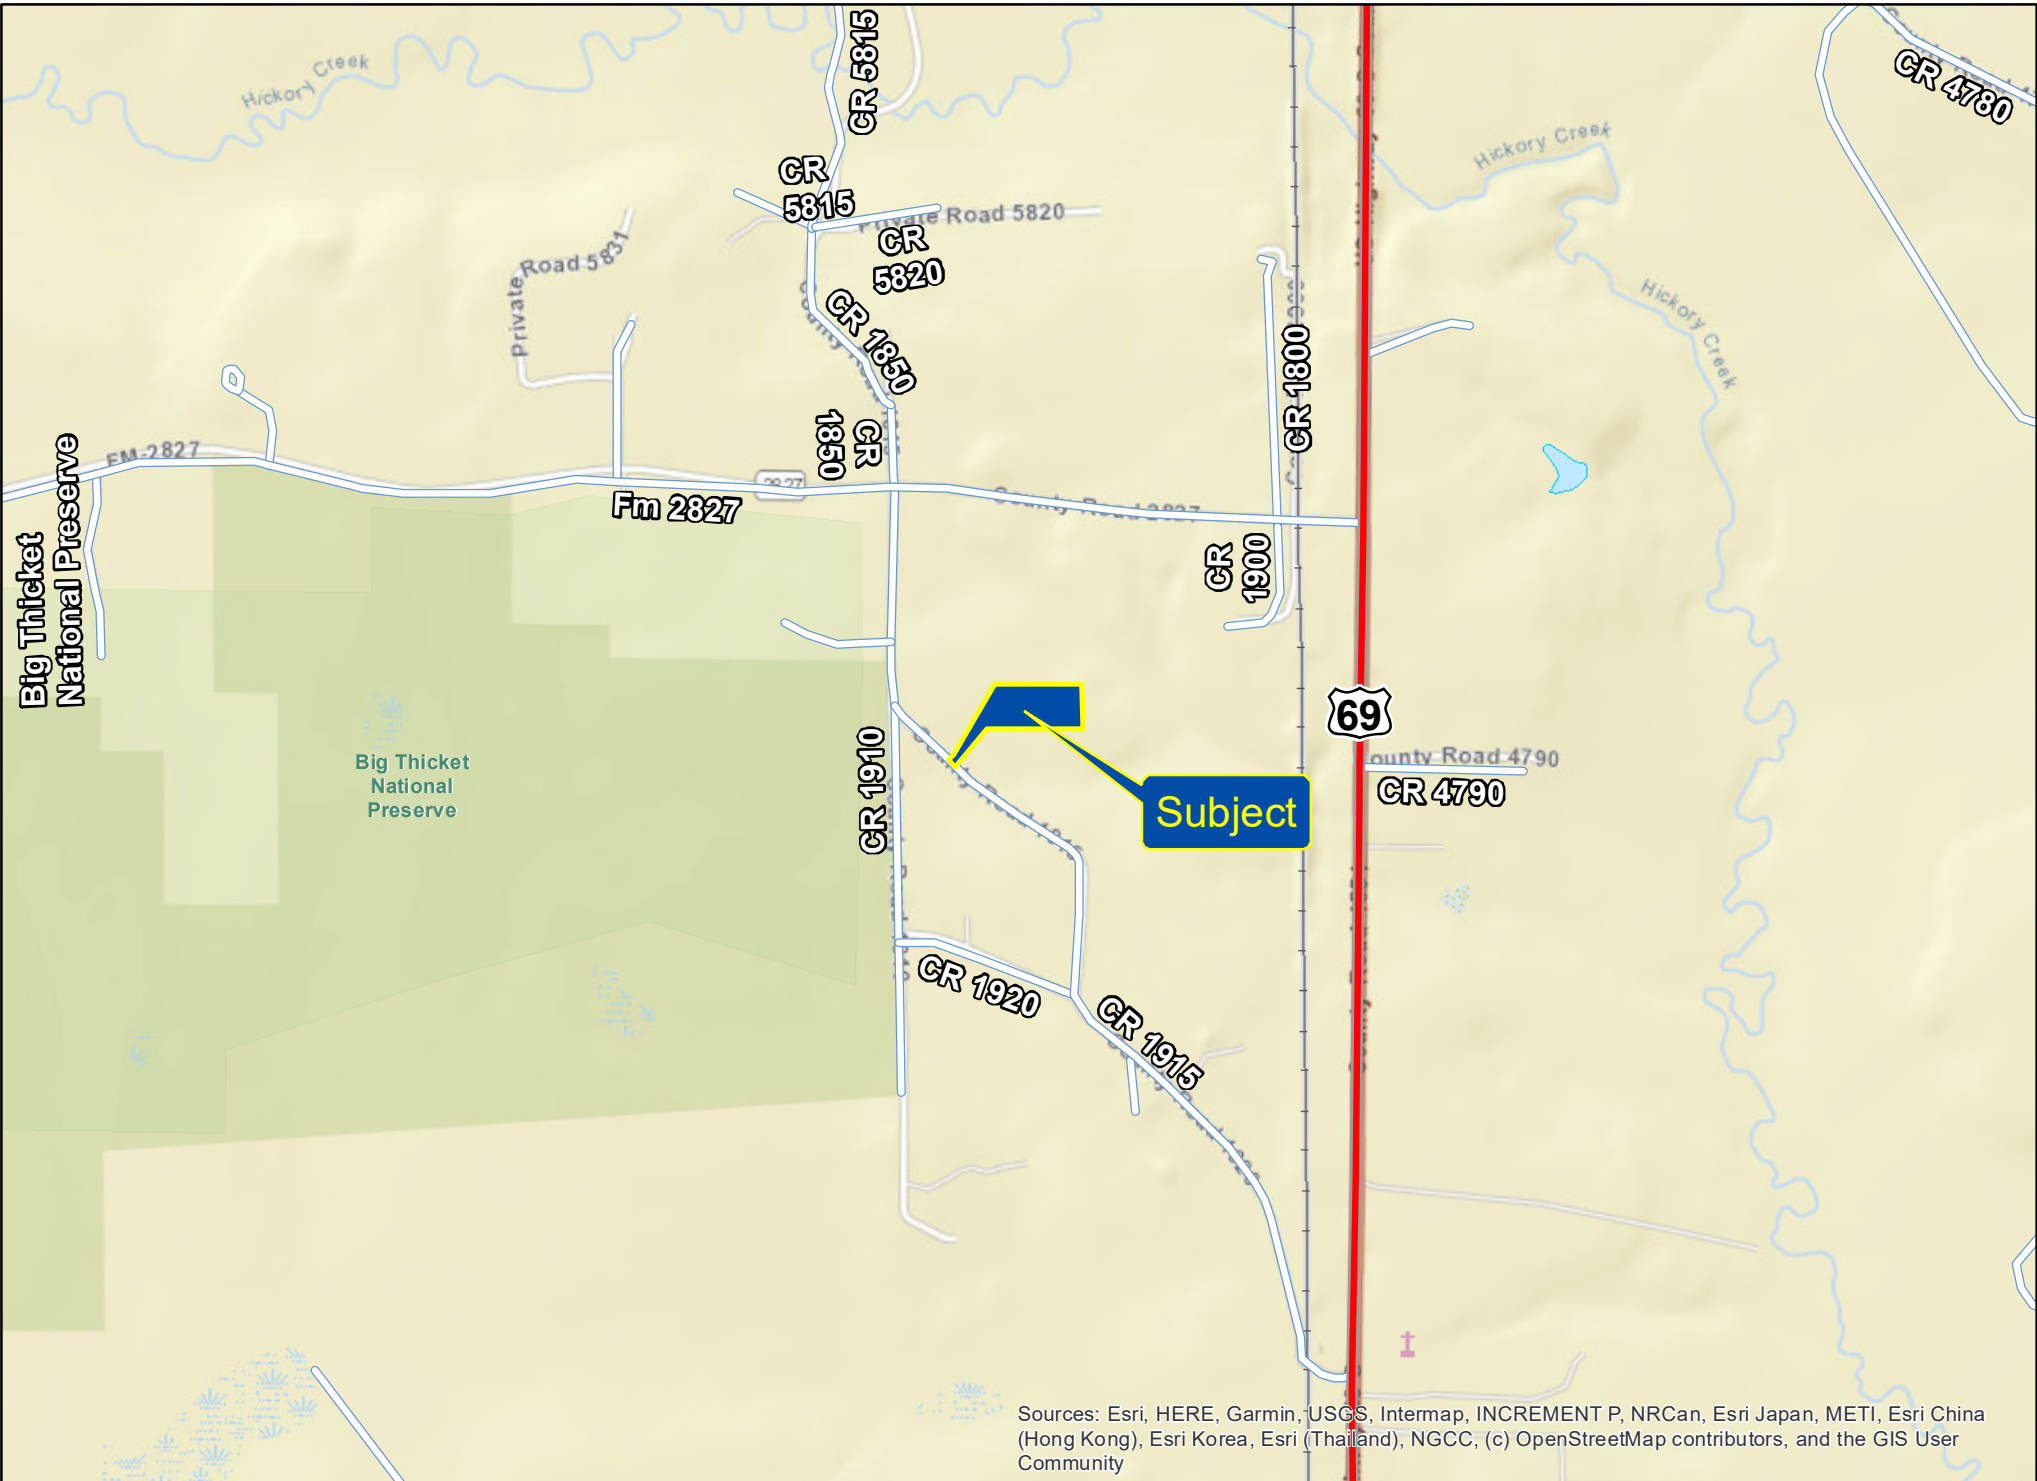 CR 5815
Hickory Creek
CR 4780
Hickory Creek
CR
5815
Private Road 5820
CR
5820
Private Road 5831
CR 1850
Hickory Creek
CR 1800
CR
1850
FM-2827
2827
Fm 2827
County Road 2827
Big Thicket
National Preserve
CR
1900
69
Big Thicket
National
Preserve
CR 1910
County Road 4790
CR 4790
Subject
CR 1920
CR 1915
Sources: Esri, HERE, Garmin, USGS, Intermap, INCREMENT P, NRCan, Esri Japan, METI, Esri China
(Hong Kong), Esri Korea, Esri (Thailand), NGCC, (c) OpenStreetMap contributors, and the GIS User
Community